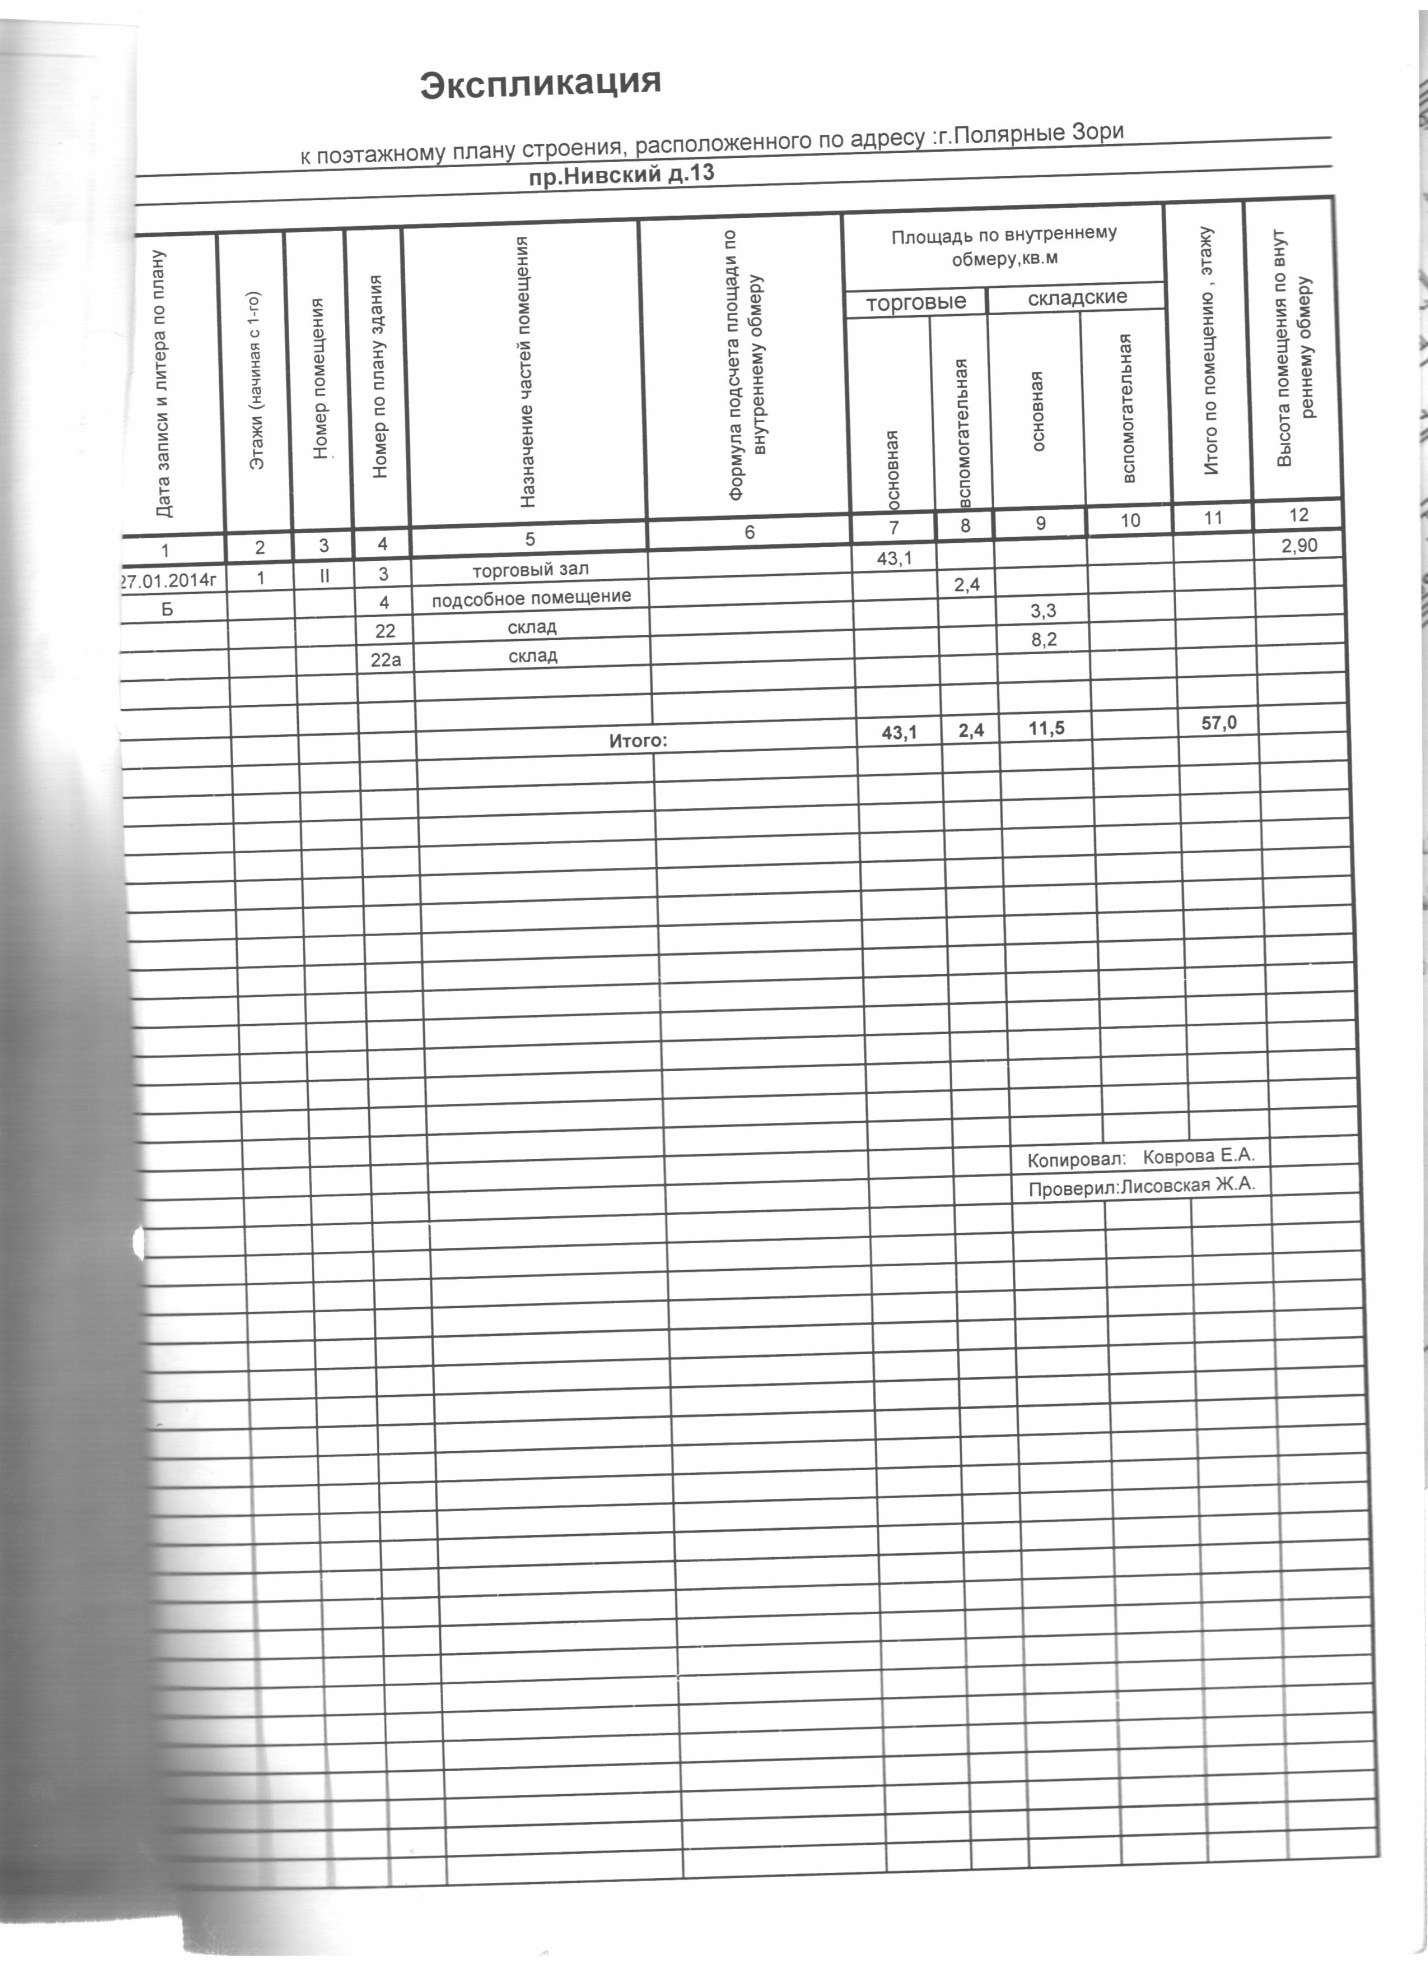 Экспликация
к поэтажному плану строения, расположенного по адресу :г.Полярные Зори
пр.Нивский д.13
Дата записи и литера по плану
Этажи (начиная с 1-го)
Номер помещения
Номер по плану здания
Назначение частей помещения
Формула подсчета площади по
внутреннему обмеру
Площадь по внутреннему
обмеру,кв.м
торговые складские
основная
вспомогательная
основная
вспомогательная
Итого по помещению , этажу
Высота помещения по внут
реннему обмеру
1 2 3 4 5 6 7 8 9 10 11 12
27.01.2014г 1 II 3 торговый зал 43,1 2,90
Б 4 подсобное помещение 2,4
22 склад 3,3
22а склад 8,2
Итого: 43,1 2,4 11,5 57,0
Копировал: Коврова Е.А.
Проверил:Лисовская Ж.А.